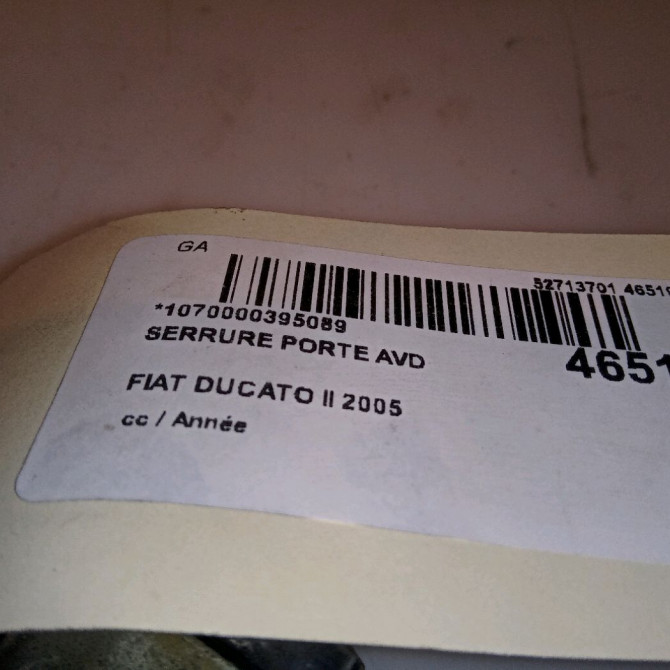 GA
52713701 4651
*1070000395089
SERRURE PORTE AVD
4651
FIAT DUCATO II 2005
cc / Année